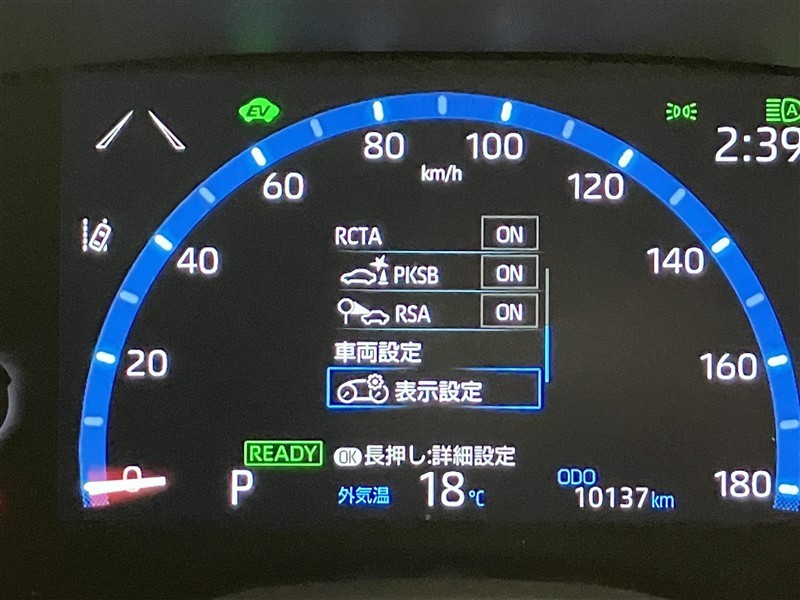 EV
A
2:39
80
100
km/h
60
120
RCTA ON
40
140
PKSB ON
RSA ON
車両設定
20
160
表示設定
READY
OK 長押し:詳細設定
0
P
外気温 18℃
ODO
10137km
180